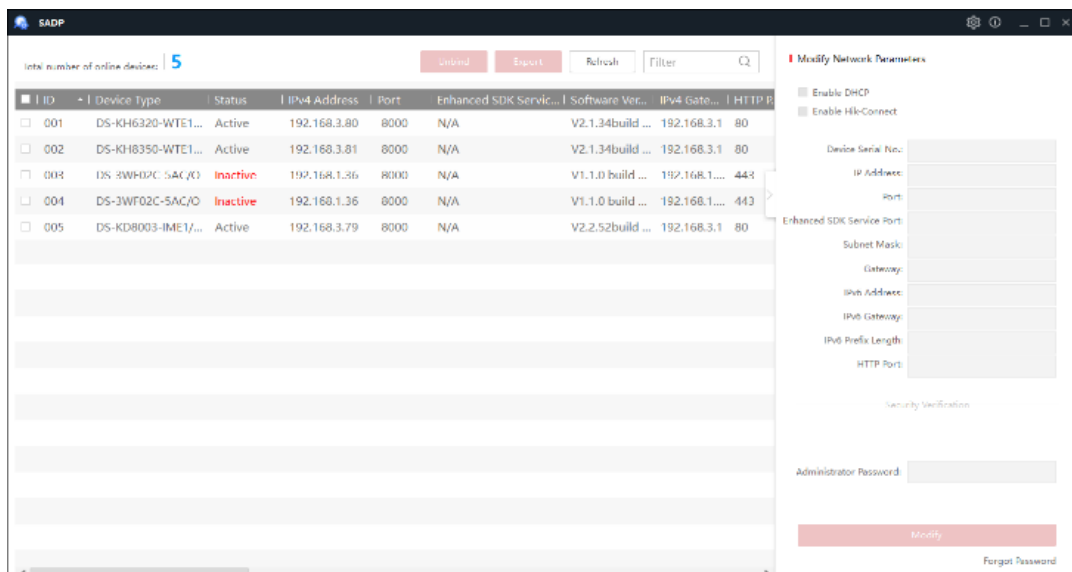 SADP
Total number of online devices: 5
Unbind Export Refresh Filter
ID Device Type Status IPv4 Address Port Enhanced SDK Servic... Software Ver... IPv4 Gate... HTTP P
001 DS-KH6320-WTE1... Active 192.168.3.80 8000 N/A V2.1.34build ... 192.168.3.1 80
002 DS-KH8350-WTE1... Active 192.168.3.81 8000 N/A V2.1.34build ... 192.168.3.1 80
003 DS-3WF02C-5AC/O Inactive 192.168.1.36 8000 N/A V1.1.0 build ... 192.168.1.... 443
004 DS-3WF02C-5AC/O Inactive 192.168.1.36 8000 N/A V1.1.0 build ... 192.168.1.... 443
005 DS-KD8003-IME1/... Active 192.168.3.79 8000 N/A V2.2.52build ... 192.168.3.1 80
Modify Network Parameters
Enable DHCP
Enable Hik-Connect
Device Serial No.:
IP Address:
Port:
Enhanced SDK Service Port:
Subnet Mask:
Gateway:
IPv6 Address:
IPv6 Gateway:
IPv6 Prefix Length:
HTTP Port:
Security Verification
Administrator Password:
Modify
Forgot Password